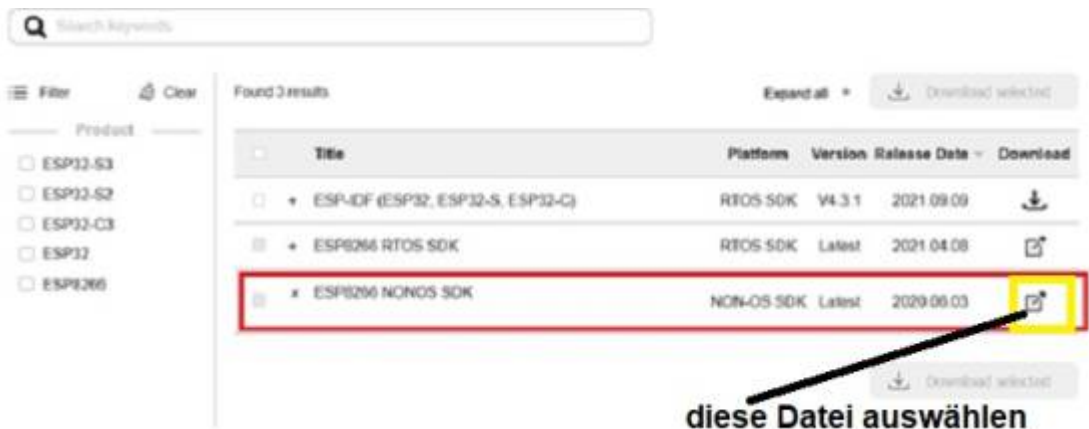 Search keywords
Filter Clear Found 3 results Expand all Download selected
Product
Title Platform Version Release Date Download
ESP32-S3
ESP32-S2
ESP32-C3
ESP32
ESP8266
ESP-IDF (ESP32, ESP32-S, ESP32-C) RTOS SDK V4.3.1 2021.09.09
ESP8266 RTOS SDK RTOS SDK Latest 2021.04.08
ESP8266 NONOS SDK NON-OS SDK Latest 2020.06.03
Download selected
diese Datei auswählen